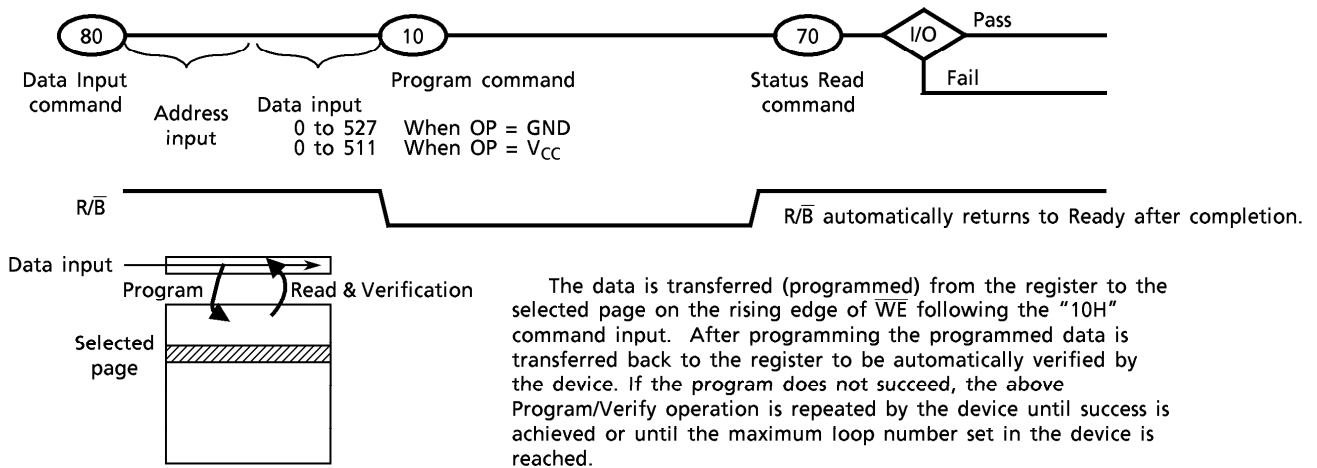 80
10
70
I/O
Pass
Fail
Data Input
command
Address
input
Data input
0 to 527 When OP = GND
0 to 511 When OP = VCC
Program command
Status Read
command
R/B̅
R/B̅ automatically returns to Ready after completion.
Data input
Program
Read & Verification
Selected
page
The data is transferred (programmed) from the register to the
selected page on the rising edge of W̅E̅ following the "10H"
command input. After programming the programmed data is
transferred back to the register to be automatically verified by
the device. If the program does not succeed, the above
Program/Verify operation is repeated by the device until success is
achieved or until the maximum loop number set in the device is
reached.